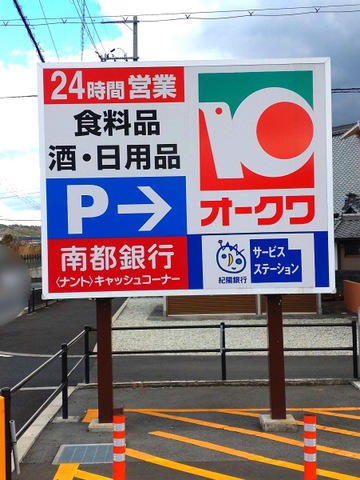 24時間営業
食料品
酒・日用品
P→
オークワ
南都銀行
〈ナント〉キャッシュコーナー
紀陽銀行
サービス
ステーション